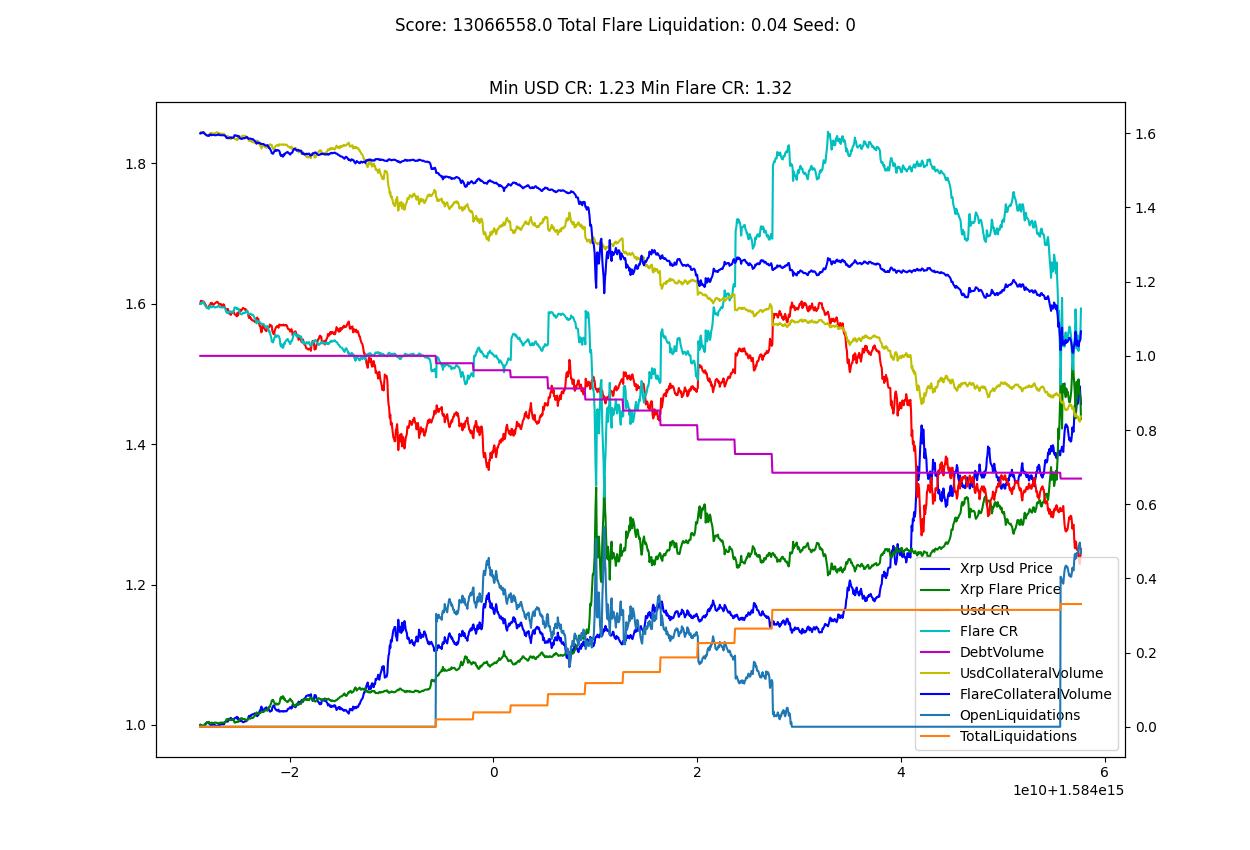 Score: 13066558.0 Total Flare Liquidation: 0.04 Seed: 0
Min USD CR: 1.23 Min Flare CR: 1.32
1.8
1.6
1.4
1.2
1.0
1.6
1.4
1.2
1.0
0.8
0.6
0.4
0.2
0.0
Xrp Usd Price
Xrp Flare Price
Usd CR
Flare CR
DebtVolume
UsdCollateralVolume
FlareCollateralVolume
OpenLiquidations
TotalLiquidations
−2 0 2 4 6
1e10+1.584e15